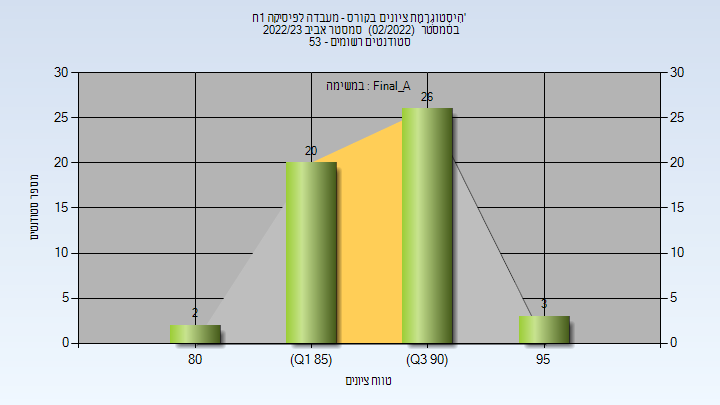 הִיסְטוֹגְרָמַת ציונים בקורס - מעבדה לפיסיקה 1ח'
בסמסטר (02/2022) סמסטר אביב 2022/23
סטודנטים רשומים - 53
במשימה : Final_A
30
25
20
15
10
5
0
30
25
20
15
10
5
0
2
20
26
3
מספר סטודנטים
80
(Q1 85)
(Q3 90)
95
טווח ציונים